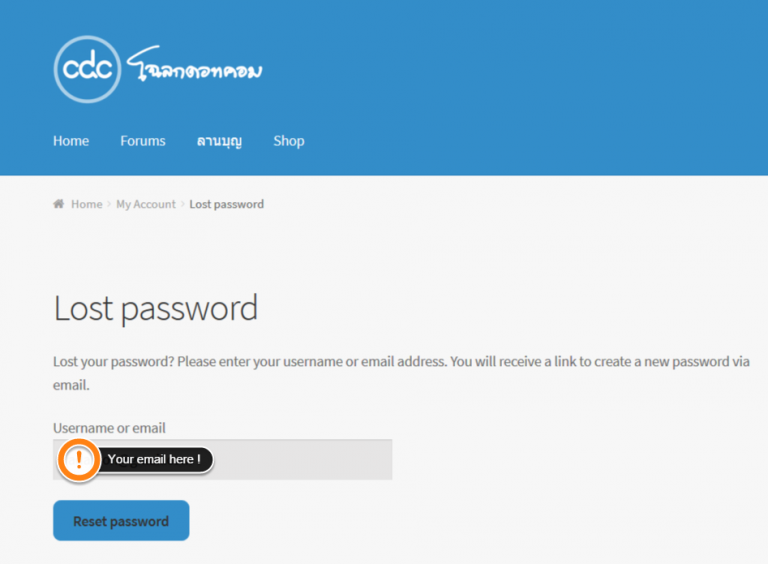 cdc โฉลกดอทคอม
Home Forums ลานบุญ Shop
Home > My Account > Lost password
Lost password
Lost your password? Please enter your username or email address. You will receive a link to create a new password via
email.
Username or email
! Your email here !
Reset password